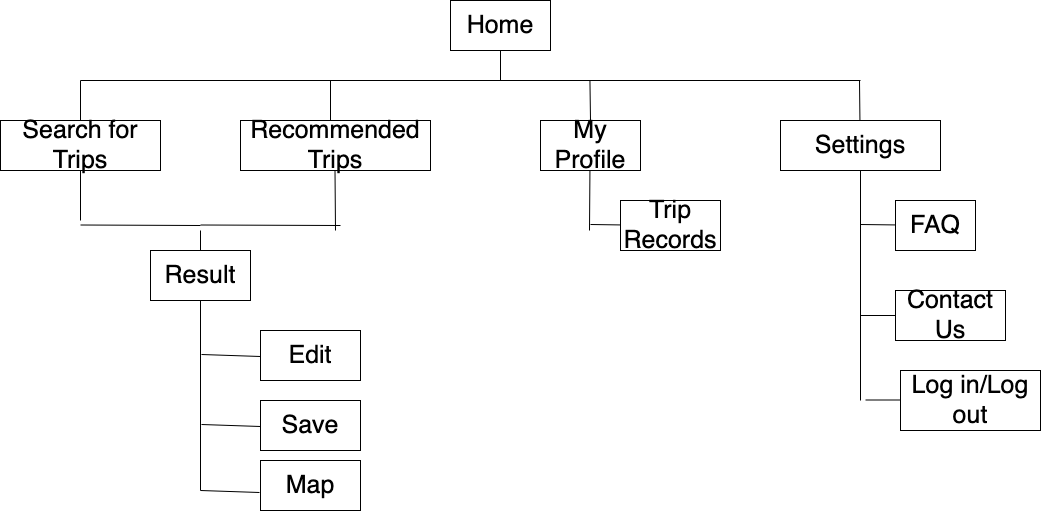 Home
Search for
Trips
Recommended
Trips
My
Profile
Settings
Trip
Records
FAQ
Result
Contact
Us
Edit
Log in/Log
out
Save
Map